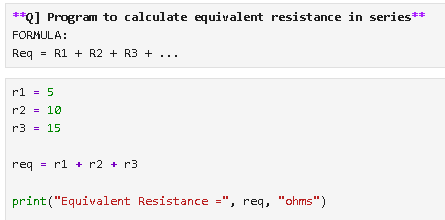 **Q] Program to calculate equivalent resistance in series**
FORMULA:
Req = R1 + R2 + R3 + ...
r1 = 5
r2 = 10
r3 = 15
req = r1 + r2 + r3
print("Equivalent Resistance =", req, "ohms")